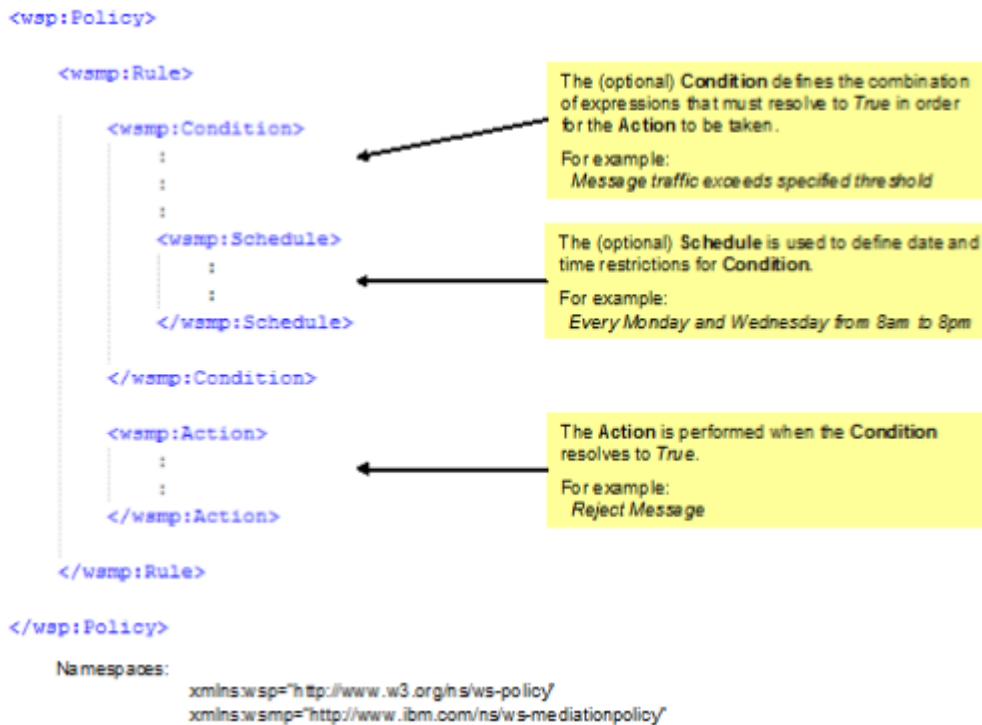 <wsp:Policy>
<wsmp:Rule>
<wsmp:Condition>
:
:
:
<wsmp:Schedule>
:
:
</wsmp:Schedule>
</wsmp:Condition>
<wsmp:Action>
:
:
</wsmp:Action>
</wsmp:Rule>
</wsp:Policy>
The (optional) Condition defines the combination
of expressions that must resolve to True in order
for the Action to be taken.
For example:
Message traffic exceeds specified threshold
The (optional) Schedule is used to define date and
time restrictions for Condition.
For example:
Every Monday and Wednesday from 8am to 8pm
The Action is performed when the Condition
resolves to True.
For example:
Reject Message
Namespaces:
xmlns:wsp="http://www.w3.org/ns/ws-policy"
xmlns:wsmp="http://www.ibm.com/ns/ws-mediationpolicy"